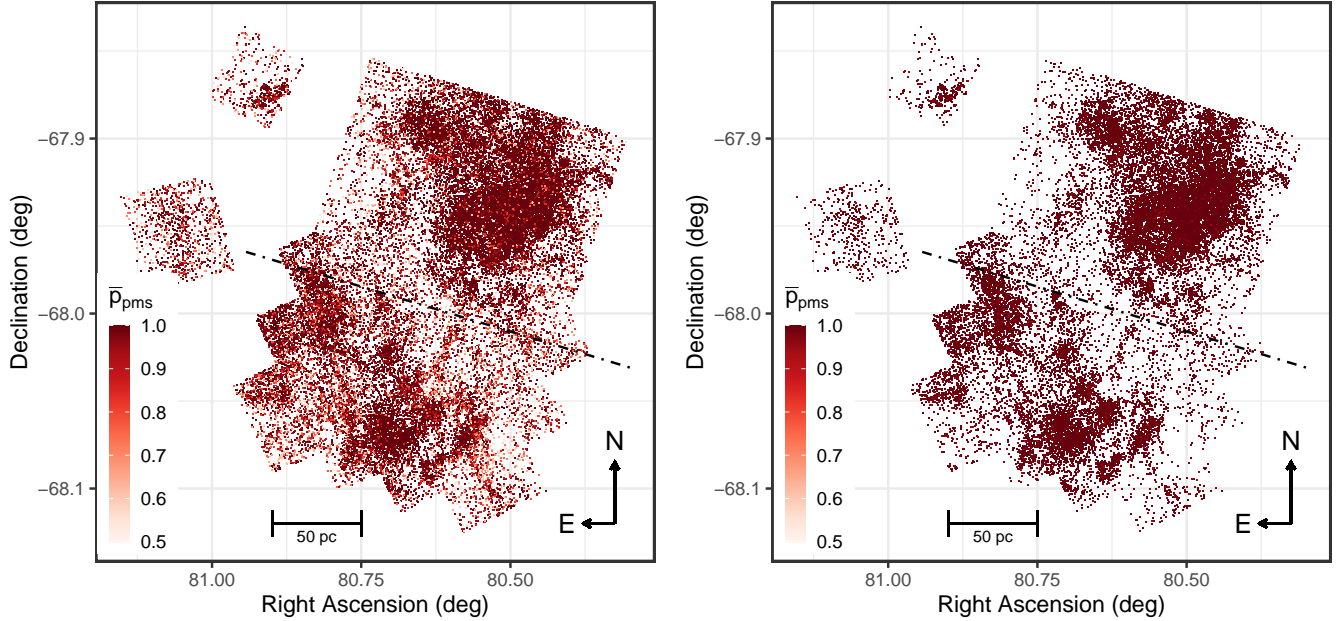 −67.9
−68.0
−68.1
Declination (deg)
p̅pms
1.0
0.9
0.8
0.7
0.6
0.5
50 pc
N
E
81.00
80.75
80.50
Right Ascension (deg)
−67.9
−68.0
−68.1
Declination (deg)
p̅pms
1.0
0.9
0.8
0.7
0.6
0.5
50 pc
N
E
81.00
80.75
80.50
Right Ascension (deg)